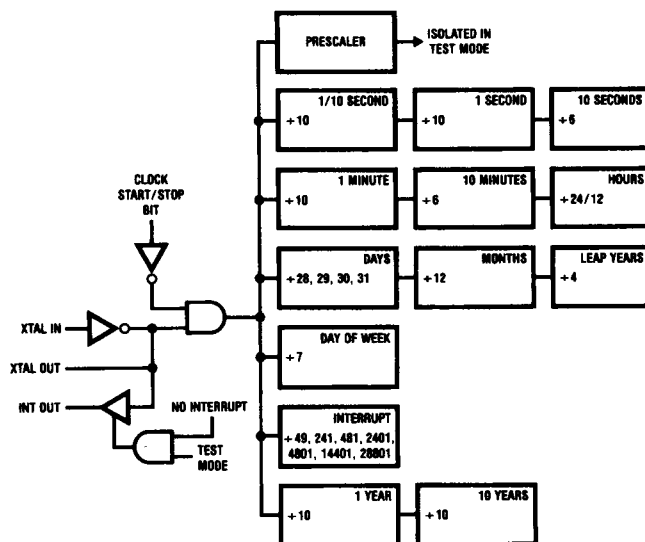 PRESCALER
ISOLATED IN
TEST MODE
1/10 SECOND
÷10
1 SECOND
÷10
10 SECONDS
÷6
1 MINUTE
÷10
10 MINUTES
÷6
HOURS
÷24/12
CLOCK
START/STOP
BIT
DAYS
÷28, 29, 30, 31
MONTHS
÷12
LEAP YEARS
÷4
XTAL IN
XTAL OUT
INT OUT
NO INTERRUPT
TEST
MODE
DAY OF WEEK
÷7
INTERRUPT
÷49, 241, 481, 2401,
4801, 14401, 28801
1 YEAR
÷10
10 YEARS
÷10